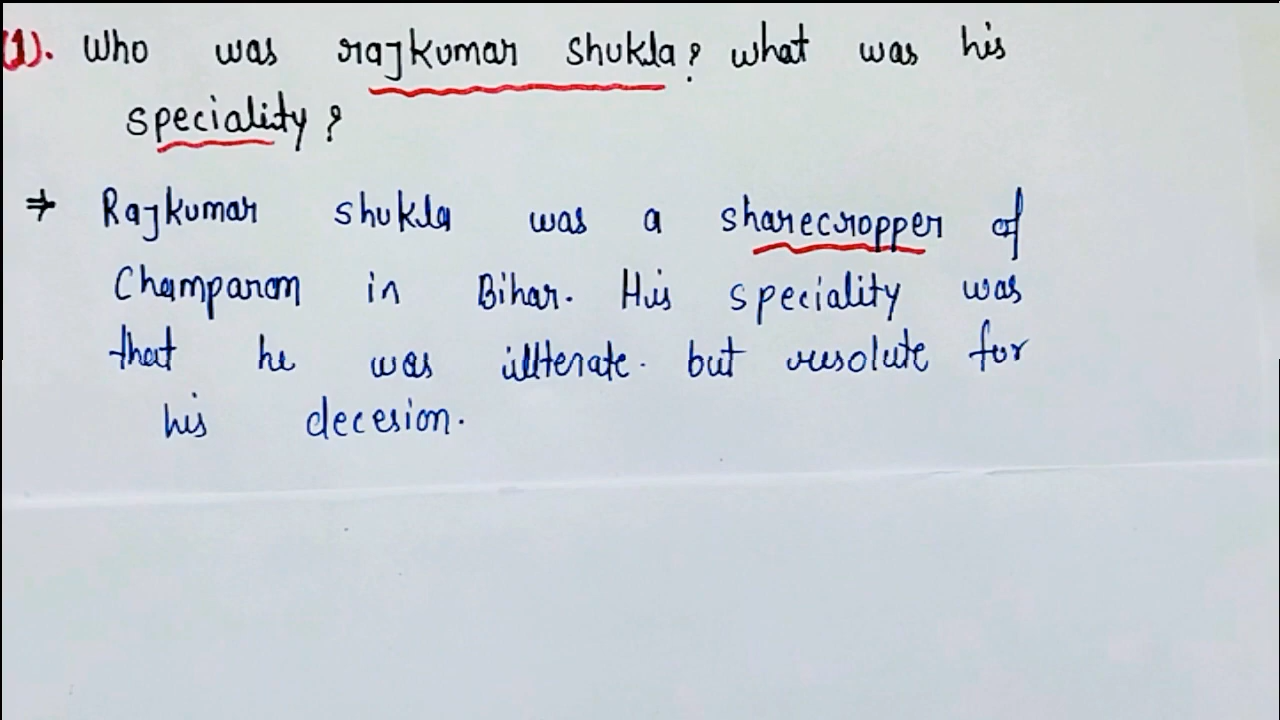 (1). Who was rajkumar shukla? what was his
speciality?
⇒ Rajkumar shukla was a sharecropper of
Champaran in Bihar. His speciality was
that he was illterate. but resolute for
his decesion.